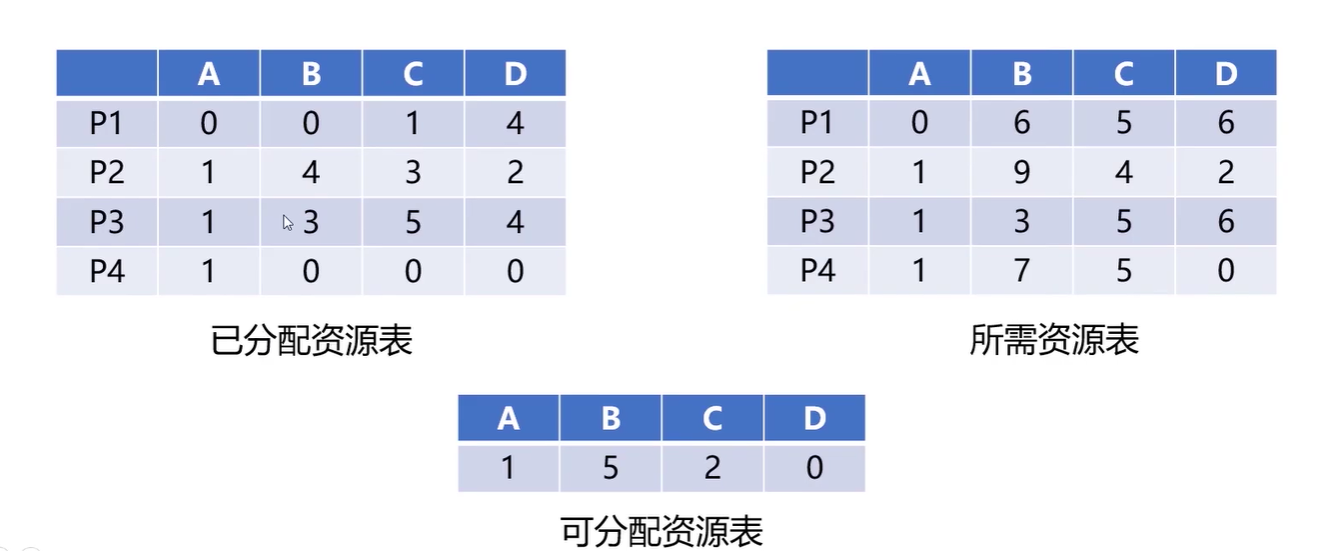 A B C D
P1 0 0 1 4
P2 1 4 3 2
P3 1 3 5 4
P4 1 0 0 0
已分配资源表
A B C D
P1 0 6 5 6
P2 1 9 4 2
P3 1 3 5 6
P4 1 7 5 0
所需资源表
A B C D
1 5 2 0
可分配资源表